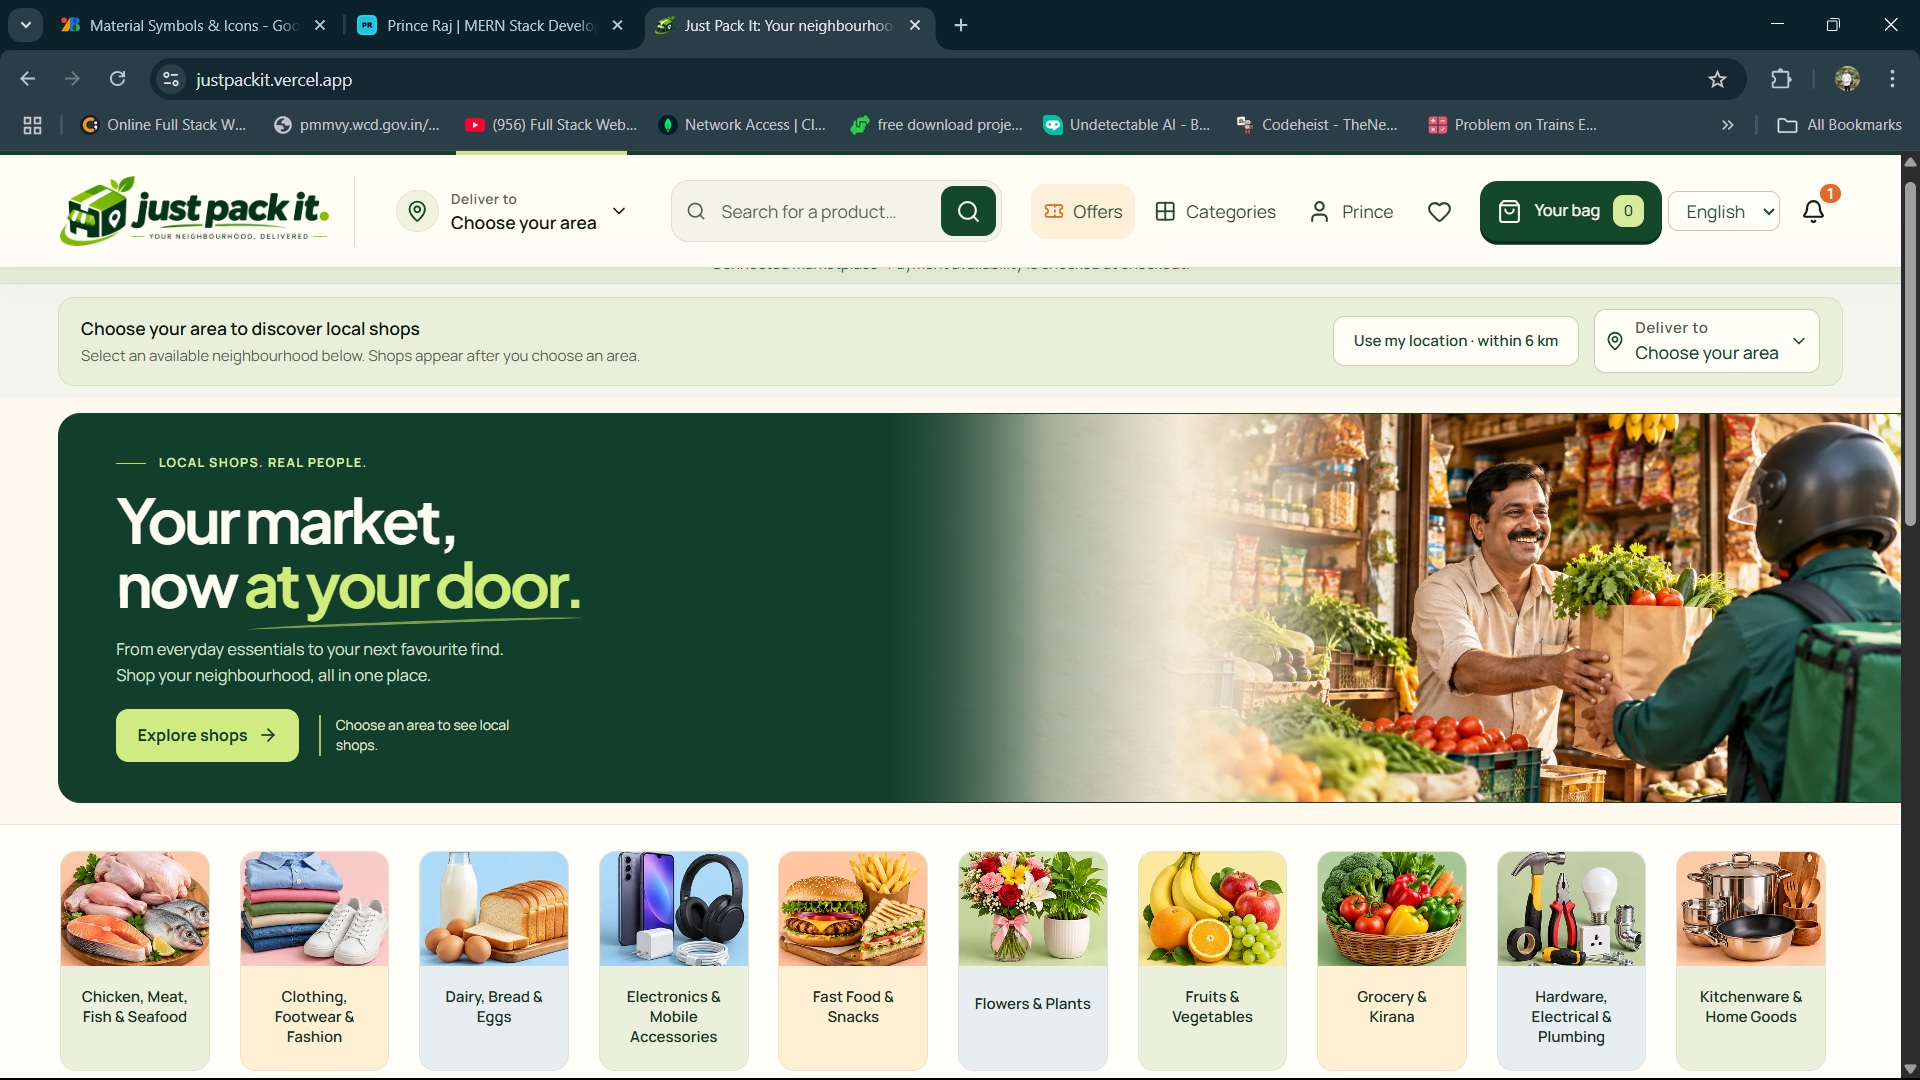 Material Symbols & Icons - Goo
Prince Raj | MERN Stack Develo
Just Pack It: Your neighbourhoo
justpackit.vercel.app
Online Full Stack W...
pmmvy.wcd.gov.in/...
(956) Full Stack Web...
Network Access | Cl...
free download proje...
Undetectable AI - B...
Codeheist - TheNe...
Problem on Trains E...
All Bookmarks
just pack it.
YOUR NEIGHBOURHOOD, DELIVERED
Deliver to
Choose your area
Search for a product...
Offers
Categories
Prince
Your bag 0
English
1
Connected marketplace · Payment availability is checked at checkout.
Choose your area to discover local shops
Select an available neighbourhood below. Shops appear after you choose an area.
Use my location · within 6 km
Deliver to
Choose your area
LOCAL SHOPS. REAL PEOPLE.
Your market,
now at your door.
From everyday essentials to your next favourite find.
Shop your neighbourhood, all in one place.
Explore shops
Choose an area to see local
shops.
Chicken, Meat,
Fish & Seafood
Clothing,
Footwear &
Fashion
Dairy, Bread &
Eggs
Electronics &
Mobile
Accessories
Fast Food &
Snacks
Flowers & Plants
Fruits &
Vegetables
Grocery &
Kirana
Hardware,
Electrical &
Plumbing
Kitchenware &
Home Goods